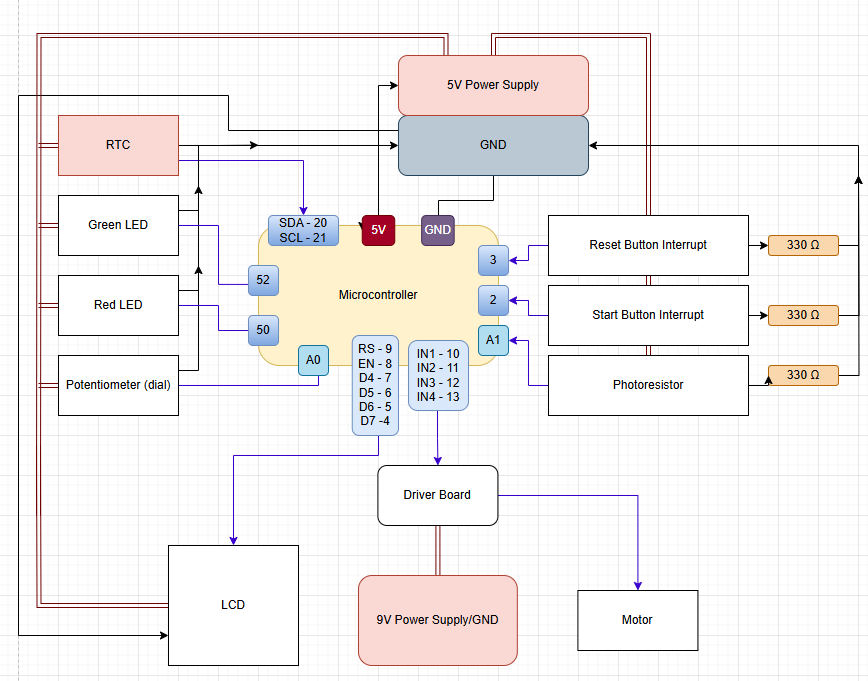 5V Power Supply
RTC
GND
Green LED
SDA - 20
SCL - 21
5V
GND
Reset Button Interrupt
330 Ω
3
52
Microcontroller
Red LED
2
Start Button Interrupt
330 Ω
50
A1
A0
RS - 9
EN - 8
D4 - 7
D5 - 6
D6 - 5
D7 -4
IN1 - 10
IN2 - 11
IN3 - 12
IN4 - 13
Potentiometer (dial)
Photoresistor
330 Ω
Driver Board
LCD
9V Power Supply/GND
Motor